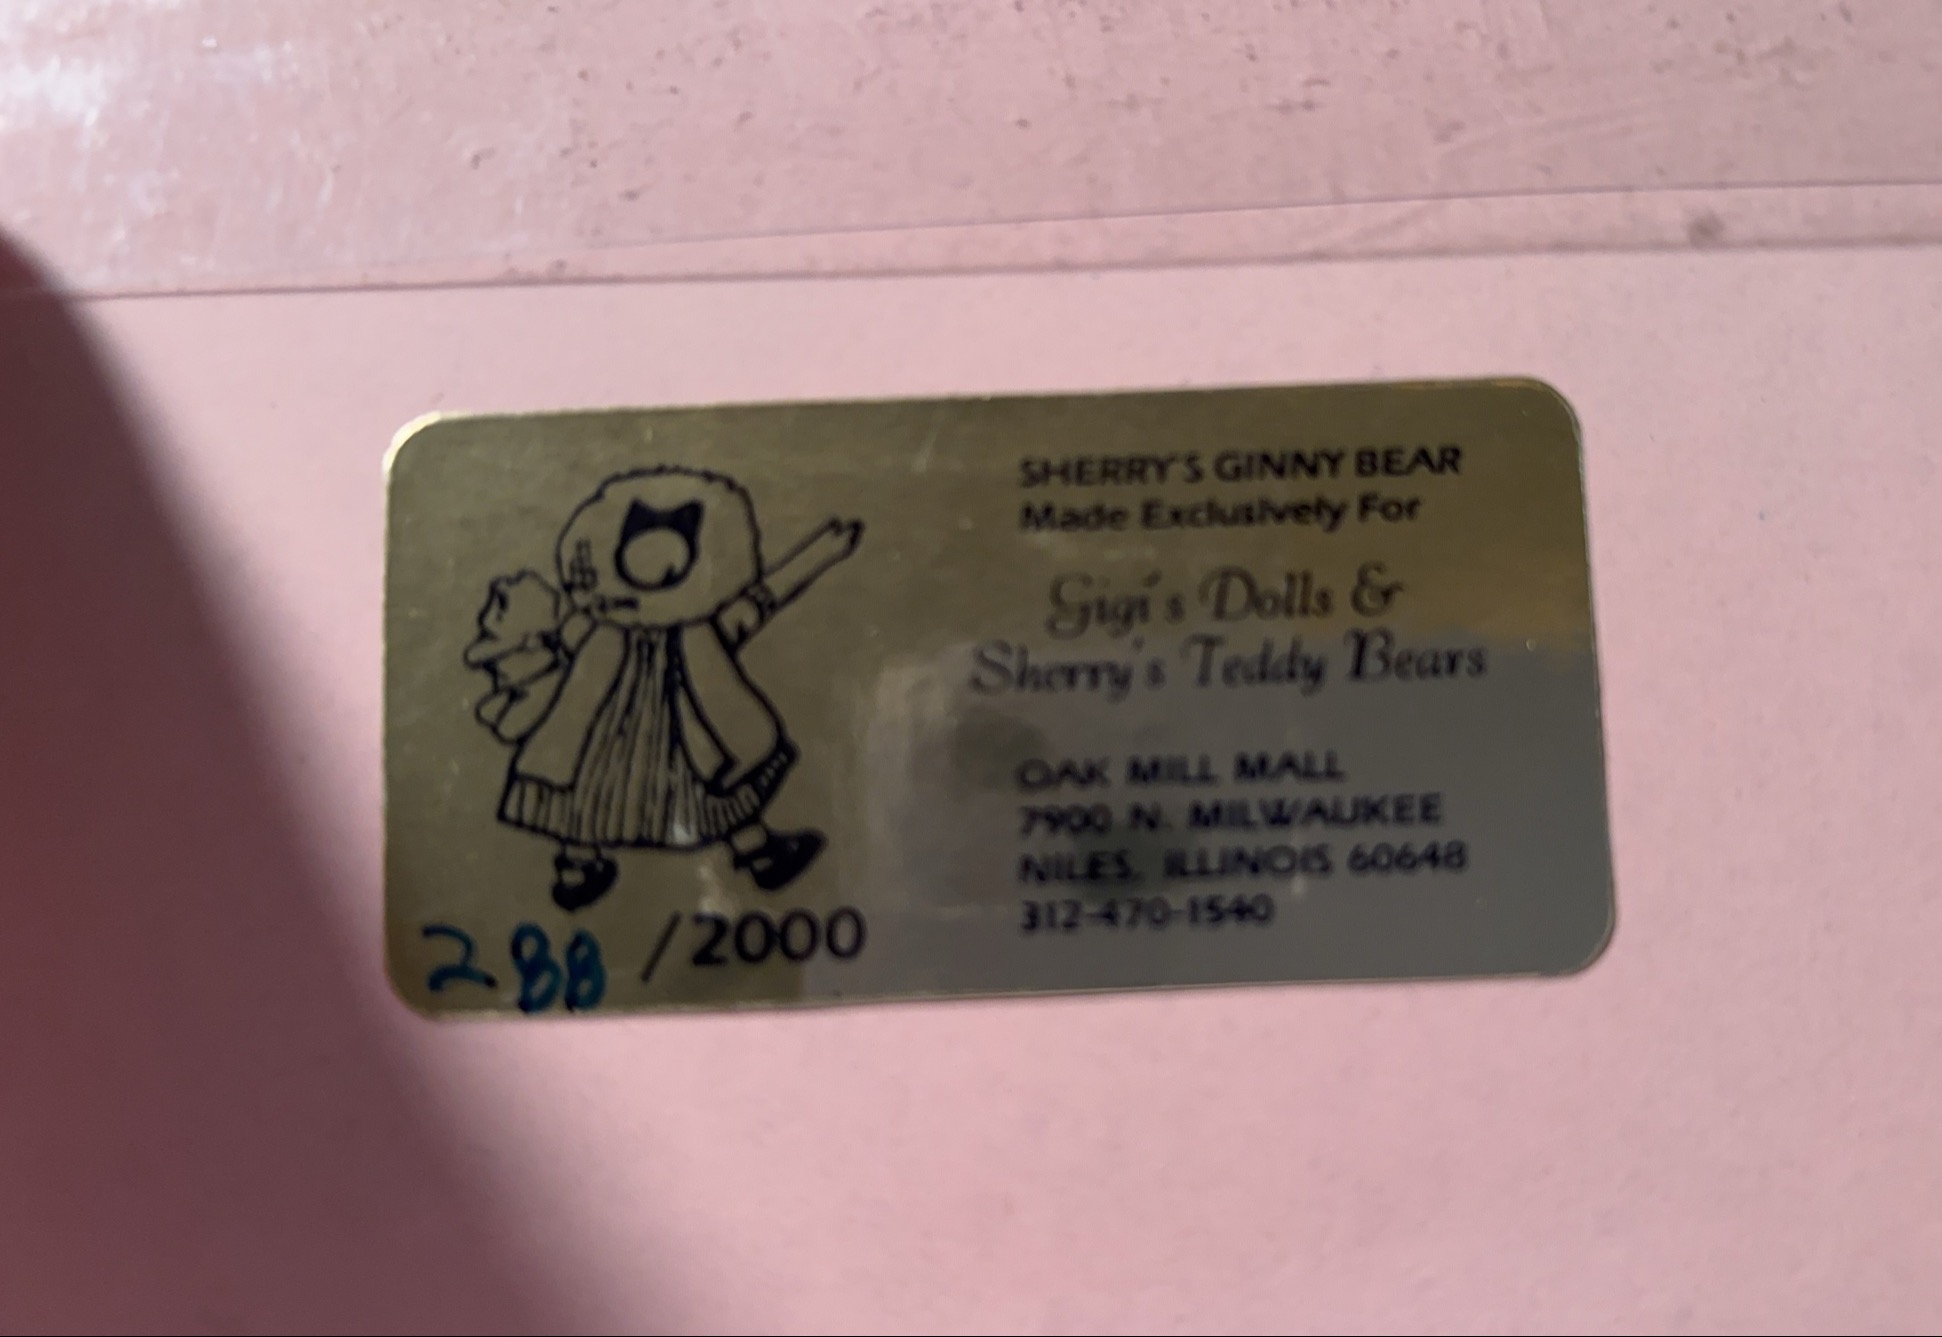 SHERRY'S GINNY BEAR
Made Exclusively For
Gigi's Dolls &
Sherry's Teddy Bears
OAK MILL MALL
7900 N. MILWAUKEE
NILES, ILLINOIS 60648
312-470-1540
288 /2000